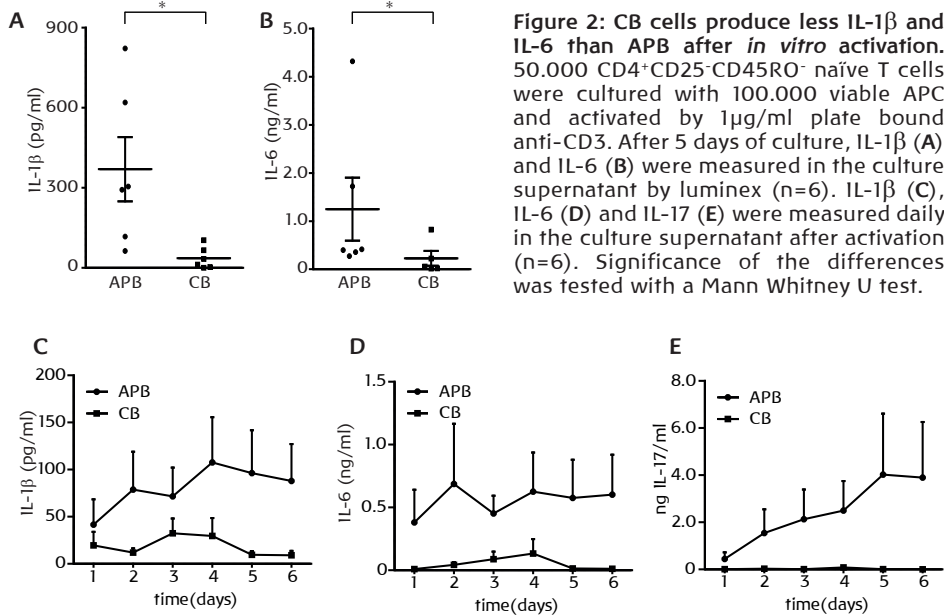 A
900
600
300
0
IL-1β (pg/ml)
*
APB
CB
B
5.0
4.0
3.0
2.0
1.0
0
IL-6 (ng/ml)
*
APB
CB
Figure 2: CB cells produce less IL-1β and
IL-6 than APB after in vitro activation.
50.000 CD4⁺CD25⁻CD45RO⁻ naïve T cells
were cultured with 100.000 viable APC
and activated by 1µg/ml plate bound
anti-CD3. After 5 days of culture, IL-1β (A)
and IL-6 (B) were measured in the culture
supernatant by luminex (n=6). IL-1β (C),
IL-6 (D) and IL-17 (E) were measured daily
in the culture supernatant after activation
(n=6). Significance of the differences
was tested with a Mann Whitney U test.
C
200
150
100
50
0
IL-1β (pg/ml)
APB
CB
1 2 3 4 5 6
time(days)
D
1.5
1.0
0.5
0
IL-6 (ng/ml)
APB
CB
1 2 3 4 5 6
time(days)
E
8.0
6.0
4.0
2.0
0
ng IL-17/ml
APB
CB
1 2 3 4 5 6
time(days)